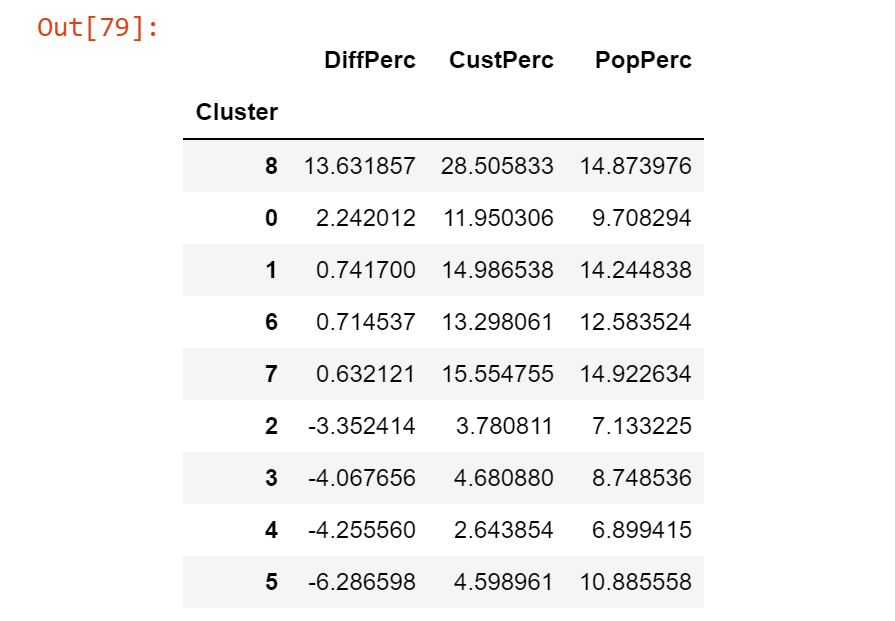 Out[79]:
DiffPerc CustPerc PopPerc
Cluster
8 13.631857 28.505833 14.873976
0 2.242012 11.950306 9.708294
1 0.741700 14.986538 14.244838
6 0.714537 13.298061 12.583524
7 0.632121 15.554755 14.922634
2 -3.352414 3.780811 7.133225
3 -4.067656 4.680880 8.748536
4 -4.255560 2.643854 6.899415
5 -6.286598 4.598961 10.885558